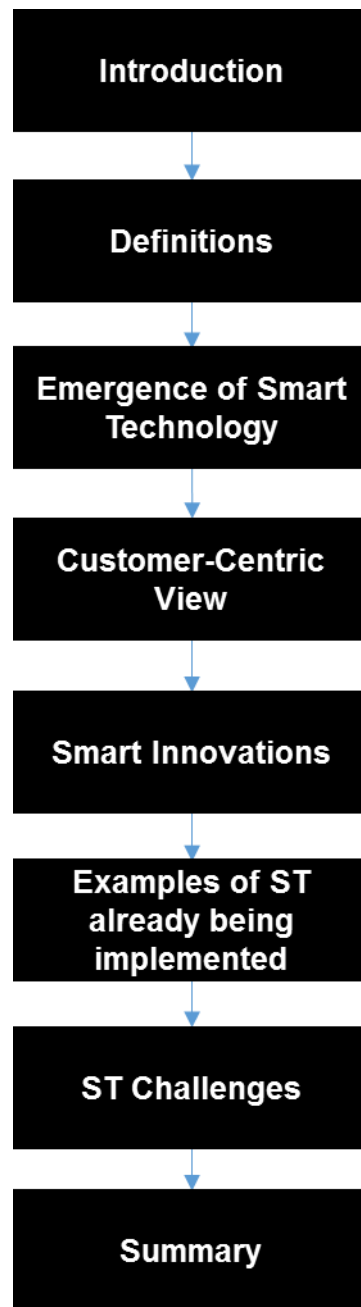 Introduction
Definitions
Emergence of Smart
Technology
Customer-Centric
View
Smart Innovations
Examples of ST
already being
implemented
ST Challenges
Summary